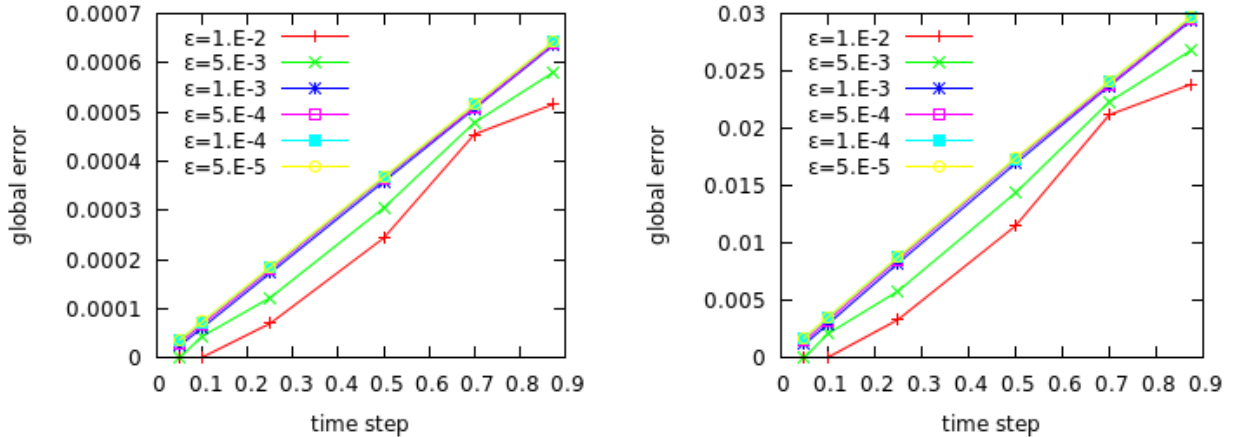 0.0007
0.0006
0.0005
0.0004
0.0003
0.0002
0.0001
0
global error
ε=1.E-2
ε=5.E-3
ε=1.E-3
ε=5.E-4
ε=1.E-4
ε=5.E-5
0 0.1 0.2 0.3 0.4 0.5 0.6 0.7 0.8 0.9
time step
0.03
0.025
0.02
0.015
0.01
0.005
0
global error
ε=1.E-2
ε=5.E-3
ε=1.E-3
ε=5.E-4
ε=1.E-4
ε=5.E-5
0 0.1 0.2 0.3 0.4 0.5 0.6 0.7 0.8 0.9
time step